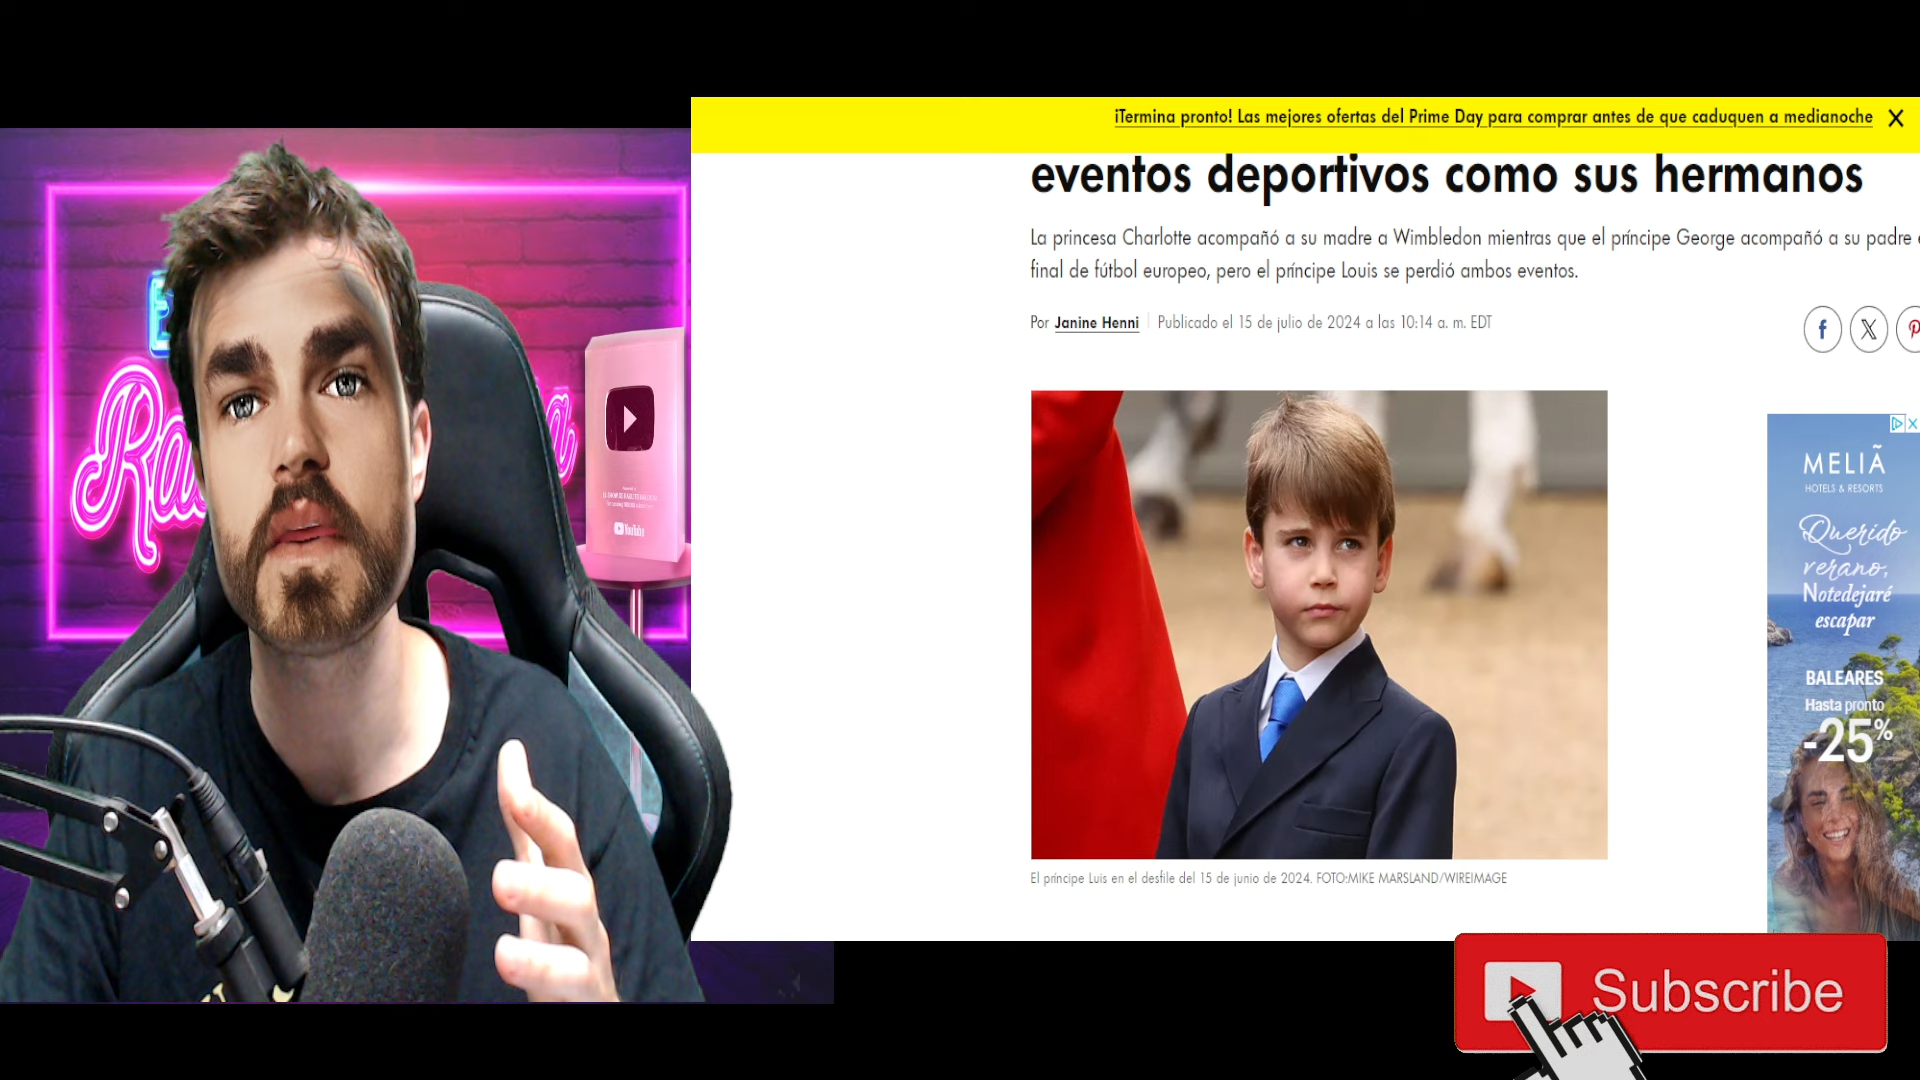 ¡Termina pronto! Las mejores ofertas del Prime Day para comprar antes de que caduquen a medianoche
eventos deportivos como sus hermanos
La princesa Charlotte acompañó a su madre a Wimbledon mientras que el príncipe George acompañó a su padre
final de fútbol europeo, pero el príncipe Louis se perdió ambos eventos.
Por Janine Henni Publicado el 15 de julio de 2024 a las 10:14 a. m. EDT
El príncipe Luis en el desfile del 15 de junio de 2024. FOTO:MIKE MARSLAND/WIREIMAGE
MELIÃ
HOTELS & RESORTS
Querido
verano,
Notedejaré
escapar
BALEARES
Hasta pronto
-25%
YouTube
Subscribe